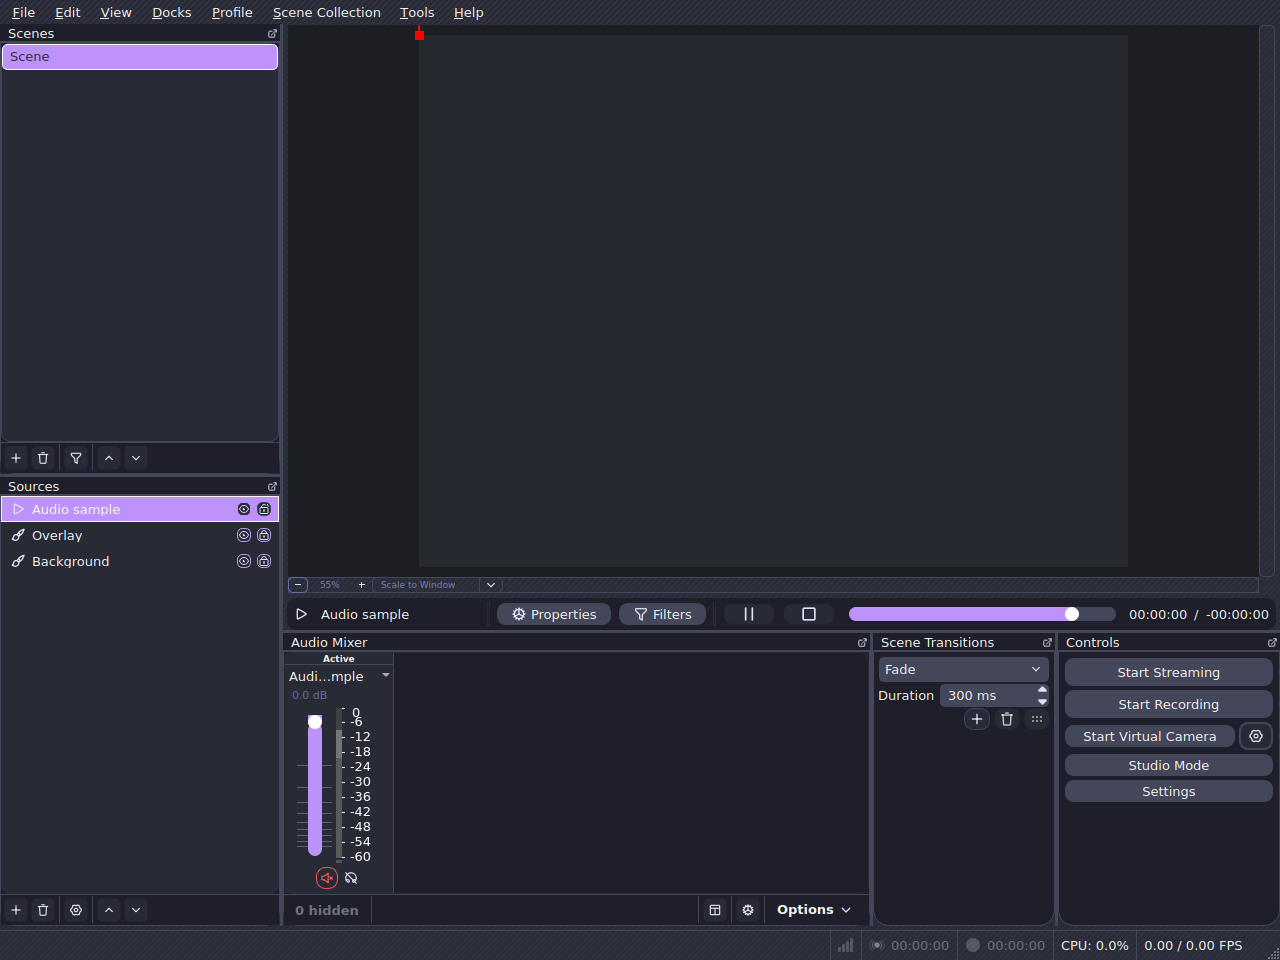 File Edit View Docks Profile Scene Collection Tools Help
Scenes
Scene
Sources
Audio sample
Overlay
Background
55% Scale to Window
Audio sample Properties Filters 00:00:00 / -00:00:00
Audio Mixer
Active
Audi...mple
0.0 dB
0
-6
-12
-18
-24
-30
-36
-42
-48
-54
-60
0 hidden Options
Scene Transitions
Fade
Duration 300 ms
Controls
Start Streaming
Start Recording
Start Virtual Camera
Studio Mode
Settings
00:00:00 00:00:00 CPU: 0.0% 0.00 / 0.00 FPS